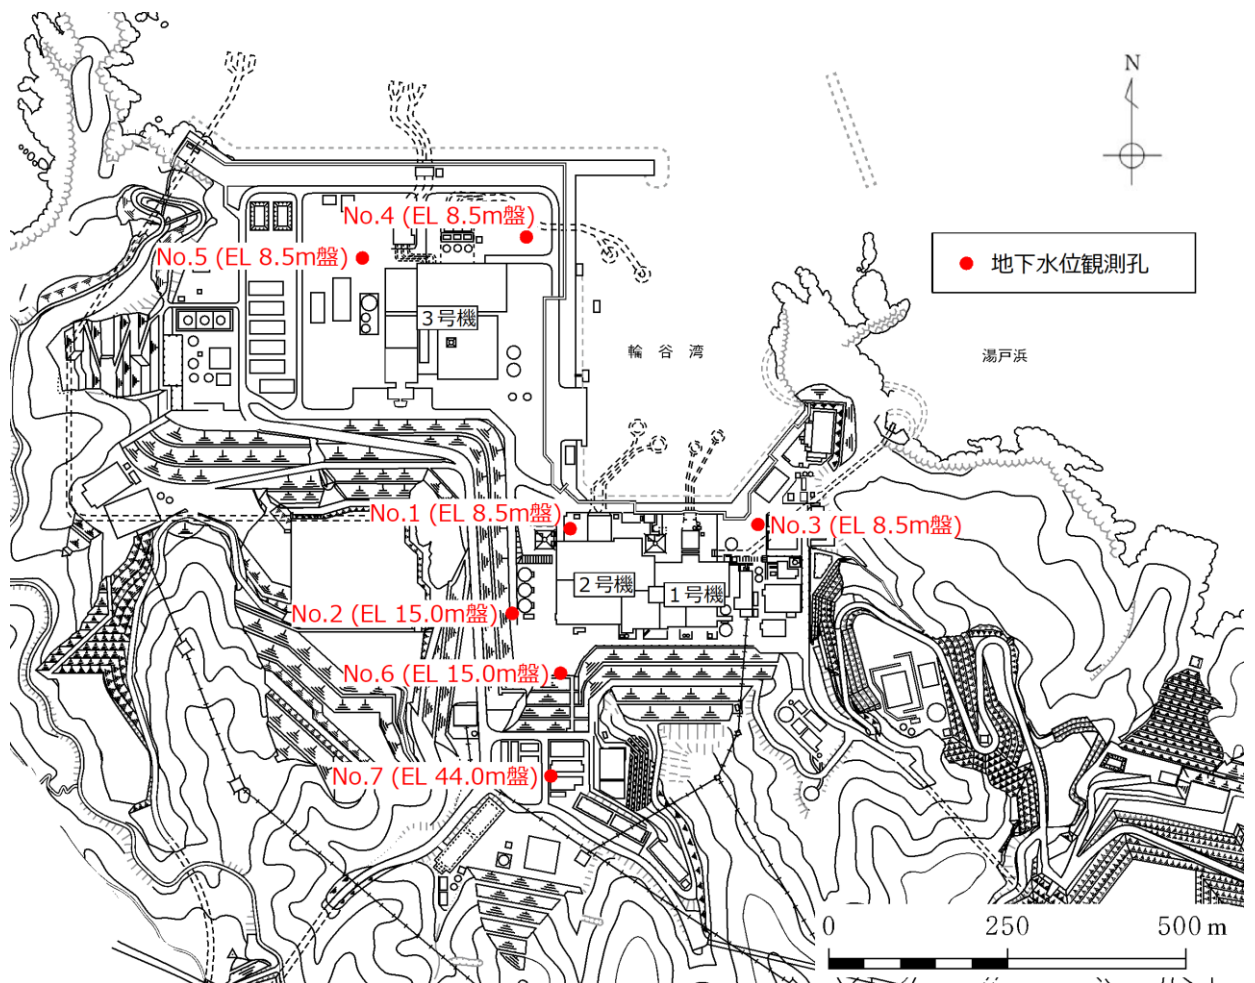 N
No.4 (EL 8.5m盤)
No.5 (EL 8.5m盤)
地下水位観測孔
3号機
輪谷湾
湯戸浜
No.1 (EL 8.5m盤)
No.3 (EL 8.5m盤)
2号機
1号機
No.2 (EL 15.0m盤)
No.6 (EL 15.0m盤)
No.7 (EL 44.0m盤)
0 250 500 m